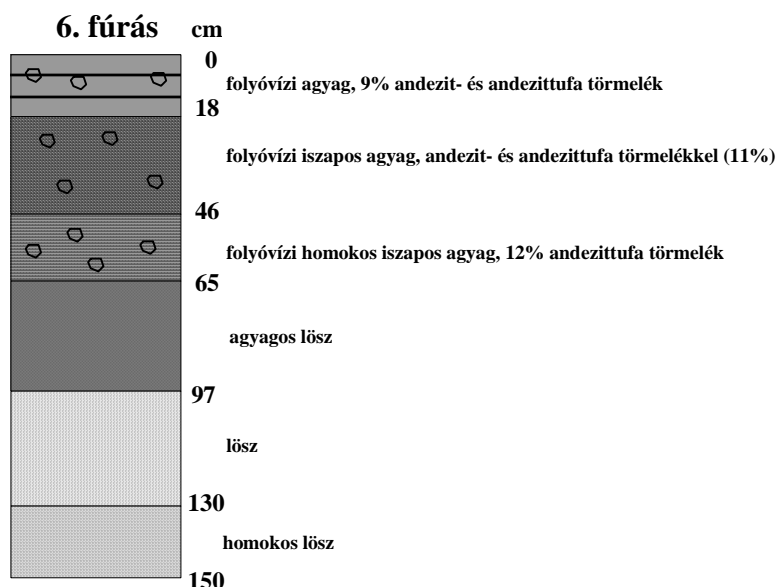 6. fúrás cm
0
folyóvízi agyag, 9% andezit- és andezittufa törmelék
18
folyóvízi iszapos agyag, andezit- és andezittufa törmelékkel (11%)
46
folyóvízi homokos iszapos agyag, 12% andezittufa törmelék
65
agyagos lösz
97
lösz
130
homokos lösz
150